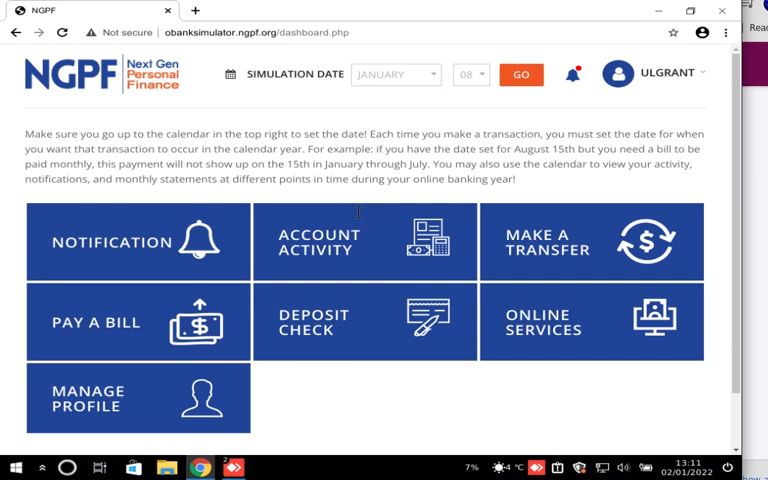 NGPF
Not secure
obanksimulator.ngpf.org/dashboard.php
NGPF Next Gen Personal Finance
SIMULATION DATE JANUARY 08 GO ULGRANT
Make sure you go up to the calendar in the top right to set the date! Each time you make a transaction, you must set the date for when
you want that transaction to occur in the calendar year. For example: if you have the date set for August 15th but you need a bill to be
paid monthly, this payment will not show up on the 15th in January through July. You may also use the calendar to view your activity,
notifications, and monthly statements at different points in time during your online banking year!
NOTIFICATION
ACCOUNT
ACTIVITY
MAKE A
TRANSFER
PAY A BILL
DEPOSIT
CHECK
ONLINE
SERVICES
MANAGE
PROFILE
2
7%
4 °C
13:11
02/01/2022